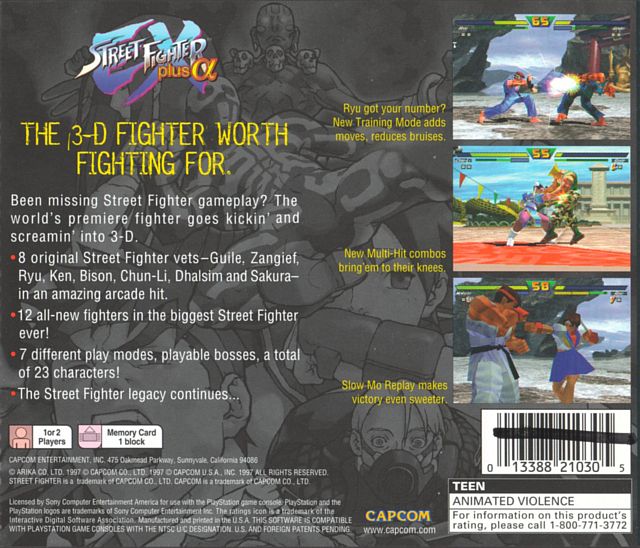 STREET FIGHTER
EX
plus α
THE 3-D FIGHTER WORTH
FIGHTING FOR.
Been missing Street Fighter gameplay? The
world's premiere fighter goes kickin' and
screamin' into 3-D.
•8 original Street Fighter vets–Guile, Zangief,
Ryu, Ken, Bison, Chun-Li, Dhalsim and Sakura–
in an amazing arcade hit.
•12 all-new fighters in the biggest Street Fighter
ever!
• 7 different play modes, playable bosses, a total
of 23 characters!
•The Street Fighter legacy continues...
65
Ryu got your number?
New Training Mode adds
moves, reduces bruises.
55
New Multi-Hit combos
bring'em to their knees.
58
Slow Mo Replay makes
victory even sweeter.
1or 2
Players
Memory Card
1 block
CAPCOM ENTERTAINMENT, INC. 475 Oakmead Parkway, Sunnyvale, California 94086
© ARIKA CO. LTD. 1997 © CAPCOM CO., LTD. 1997 © CAPCOM U.S.A., INC. 1997 ALL RIGHTS RESERVED.
STREET FIGHTER is a trademark of CAPCOM CO., LTD. CAPCOM is a trademark of CAPCOM CO., LTD.
Licensed by Sony Computer Entertainment America for use with the PlayStation game console. PlayStation and the
PlayStation logos are trademarks of Sony Computer Entertainment Inc. The ratings icon is a trademark of the
Interactive Digital Software Association. Manufactured and printed in the U.S.A. THIS SOFTWARE IS COMPATIBLE
WITH PLAYSTATION GAME CONSOLES WITH THE NTSC U/C DESIGNATION. U.S. AND FOREIGN PATENTS PENDING.
CAPCOM
www.capcom.com
0 13388 21030 5
TEEN
ANIMATED VIOLENCE
For information on this product's
rating, please call 1-800-771-3772